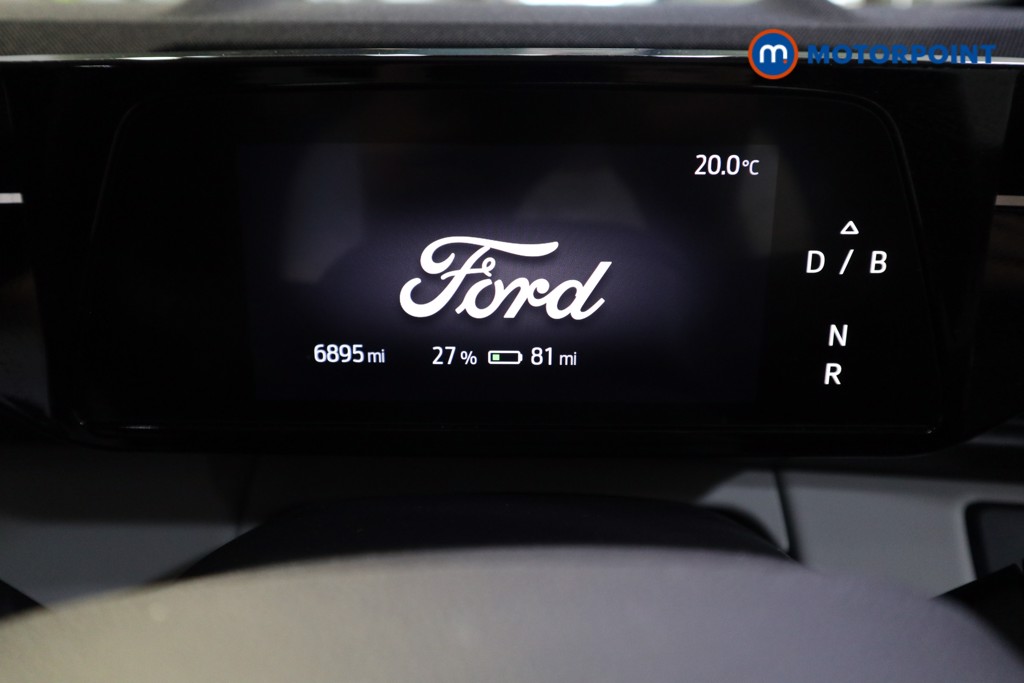 m MOTORPOINT
20.0°C
Ford
D / B
N
R
6895 mi 27 % 81 mi